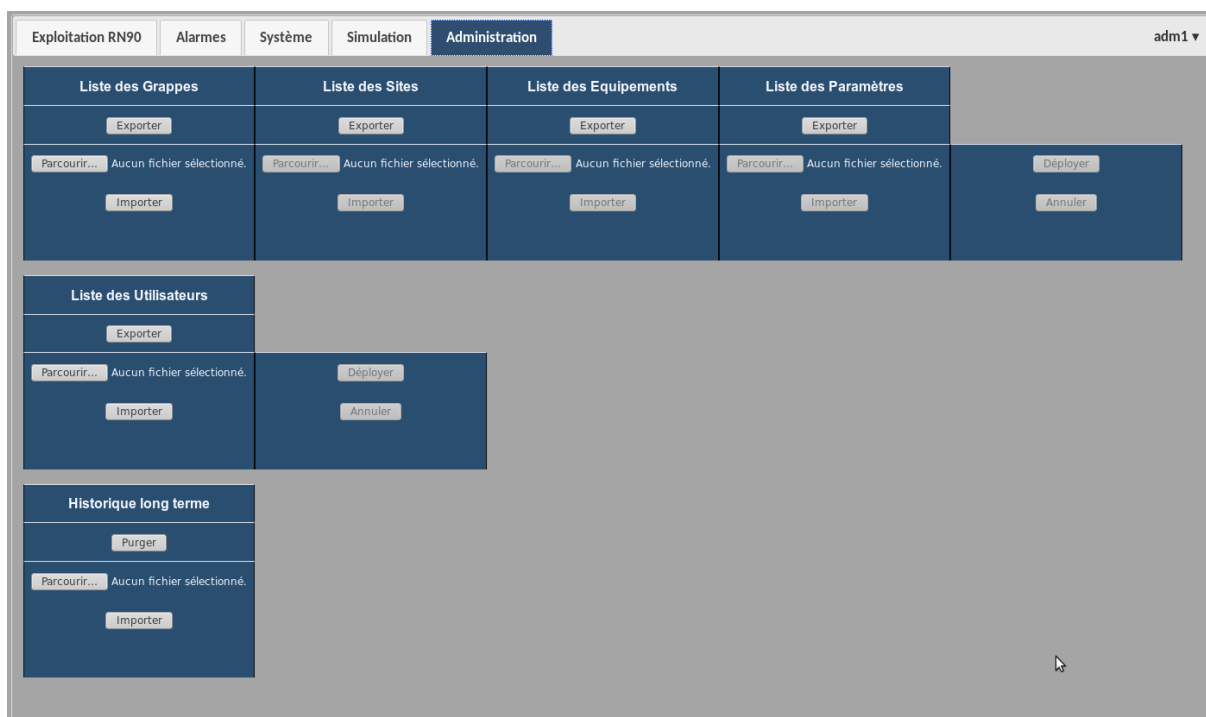 Exploitation RN90 Alarmes Système Simulation Administration adm1 ▾
Liste des Grappes Liste des Sites Liste des Equipements Liste des Paramètres
Exporter Exporter Exporter Exporter
Parcourir... Aucun fichier sélectionné. Parcourir... Aucun fichier sélectionné. Parcourir... Aucun fichier sélectionné. Parcourir... Aucun fichier sélectionné. Déployer
Importer Importer Importer Importer Annuler
Liste des Utilisateurs
Exporter
Parcourir... Aucun fichier sélectionné. Déployer
Importer Annuler
Historique long terme
Purger
Parcourir... Aucun fichier sélectionné.
Importer